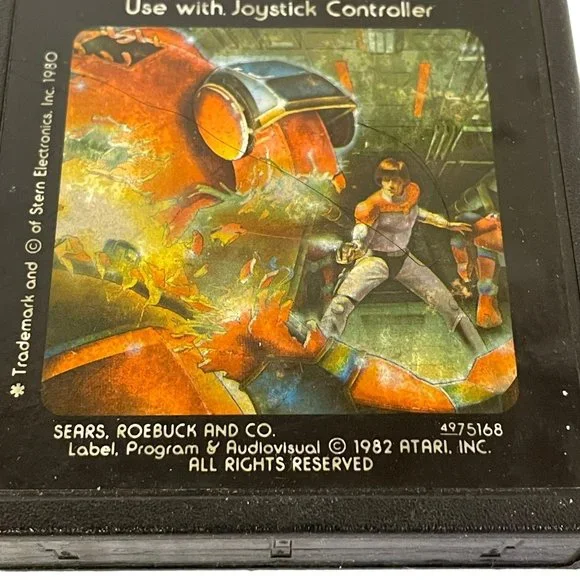 Use with Joystick Controller
* Trademark and © of Stern Electronics, Inc. 1980
SEARS, ROEBUCK AND CO. 4975168
Label, Program & Audiovisual © 1982 ATARI, INC.
ALL RIGHTS RESERVED